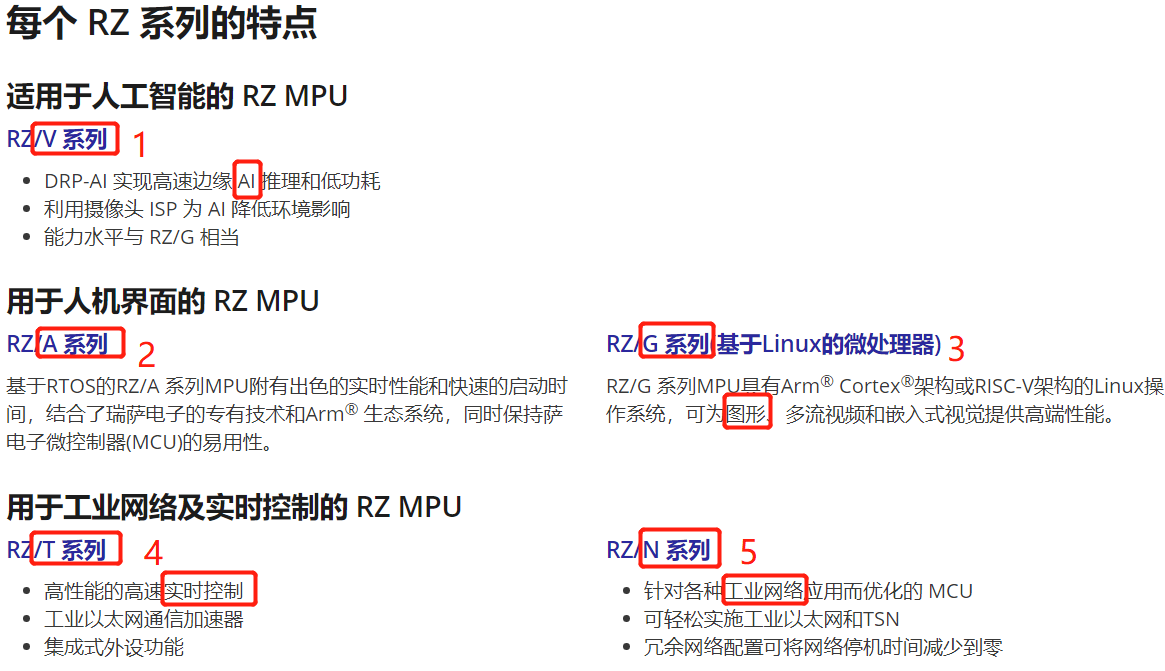 每个 RZ 系列的特点
适用于人工智能的 RZ MPU
RZ/V 系列 1
DRP-AI 实现高速边缘 AI 推理和低功耗
利用摄像头 ISP 为 AI 降低环境影响
能力水平与 RZ/G 相当
用于人机界面的 RZ MPU
RZ/A 系列 2
基于RTOS的RZ/A 系列MPU附有出色的实时性能和快速的启动时
间，结合了瑞萨电子的专有技术和Arm® 生态系统，同时保持萨
电子微控制器(MCU)的易用性。
RZ/G 系列(基于Linux的微处理器) 3
RZ/G 系列MPU具有Arm® Cortex®架构或RISC-V架构的Linux操
作系统，可为图形、多流视频和嵌入式视觉提供高端性能。
用于工业网络及实时控制的 RZ MPU
RZ/T 系列 4
高性能的高速实时控制
工业以太网通信加速器
集成式外设功能
RZ/N 系列 5
针对各种工业网络应用而优化的 MCU
可轻松实施工业以太网和TSN
冗余网络配置可将网络停机时间减少到零